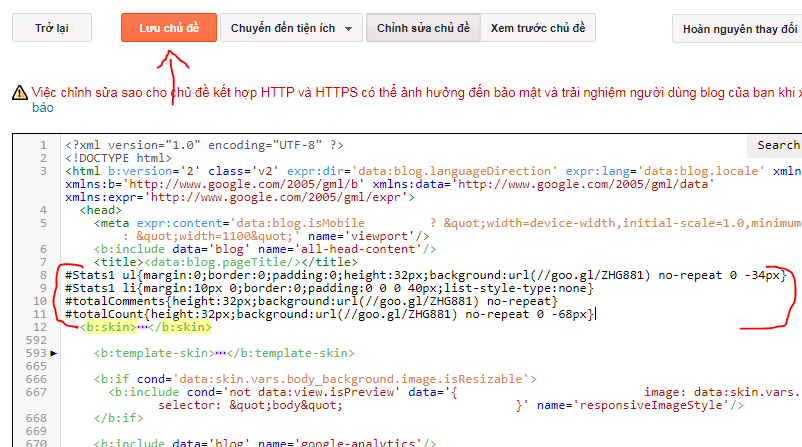 Trở lại
Lưu chủ đề
Chuyển đến tiện ích
Chỉnh sửa chủ đề
Xem trước chủ đề
Hoàn nguyên thay đổi
Việc chỉnh sửa sao cho chủ đề kết hợp HTTP và HTTPS có thể ảnh hưởng đến bảo mật và trải nghiệm người dùng blog của bạn khi x
báo
Search
1 <?xml version="1.0" encoding="UTF-8" ?>
2 <!DOCTYPE html>
3 <html b:version='2' class='v2' expr:dir='data:blog.languageDirection' expr:lang='data:blog.locale' xmln
xmlns:b='http://www.google.com/2005/gml/b' xmlns:data='http://www.google.com/2005/gml/data'
xmlns:expr='http://www.google.com/2005/gml/expr'>
4 <head>
5 <meta expr:content='data:blog.isMobile ? &quot;width=device-width,initial-scale=1.0,minimum
: &quot;width=1100&quot;' name='viewport'/>
6 <b:include data='blog' name='all-head-content'/>
7 <title><data:blog.pageTitle/></title>
8 #Stats1 ul{margin:0;border:0;padding:0;height:32px;background:url(//goo.gl/ZHG881) no-repeat 0 -34px}
9 #Stats1 li{margin:10px 0;border:0;padding:0 0 0 40px;list-style-type:none}
10 #totalComments{height:32px;background:url(//goo.gl/ZHG881) no-repeat}
11 #totalCount{height:32px;background:url(//goo.gl/ZHG881) no-repeat 0 -68px}
12 <b:skin>…</b:skin>
592
593 <b:template-skin>…</b:template-skin>
665
666 <b:if cond='data:skin.vars.body_background.image.isResizable'>
667 <b:include cond='not data:view.isPreview' data='{ image: data:skin.vars.
selector: &quot;body&quot; }' name='responsiveImageStyle'/>
668 </b:if>
669
670 <b:include data='blog' name='google-analytics'/>